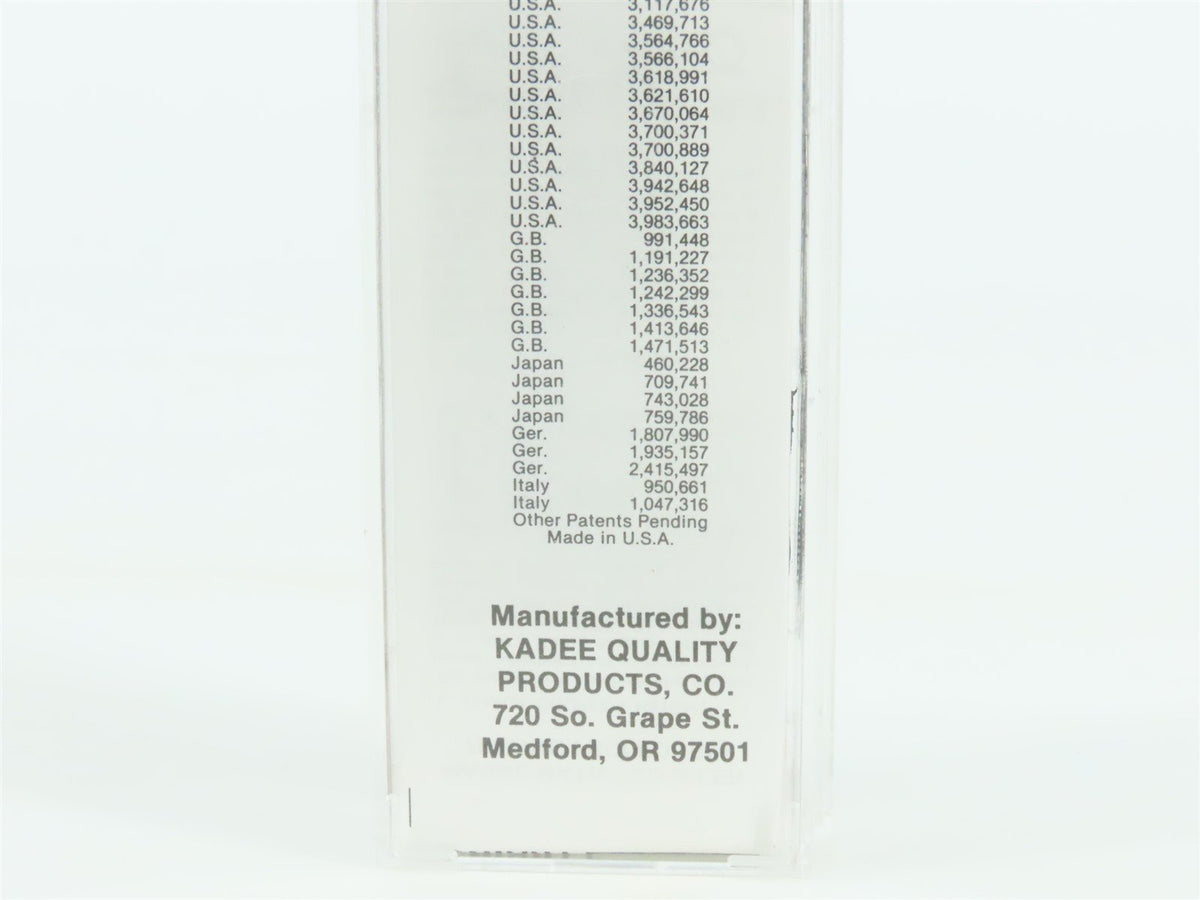 U.S.A. 3,117,676
U.S.A. 3,469,713
U.S.A. 3,564,766
U.S.A. 3,566,104
U.S.A. 3,618,991
U.S.A. 3,621,610
U.S.A. 3,670,064
U.S.A. 3,700,371
U.S.A. 3,700,889
U.S.A. 3,840,127
U.S.A. 3,942,648
U.S.A. 3,952,450
U.S.A. 3,983,663
G.B. 991,448
G.B. 1,191,227
G.B. 1,236,352
G.B. 1,242,299
G.B. 1,336,543
G.B. 1,413,646
G.B. 1,471,513
Japan 460,228
Japan 709,741
Japan 743,028
Japan 759,786
Ger. 1,807,990
Ger. 1,935,157
Ger. 2,415,497
Italy 950,661
Italy 1,047,316
Other Patents Pending
Made in U.S.A.
Manufactured by:
KADEE QUALITY
PRODUCTS, CO.
720 So. Grape St.
Medford, OR 97501